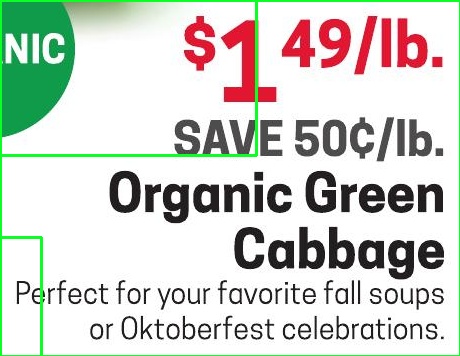 NIC
$1.49/lb.
SAVE 50¢/lb.
Organic Green
Cabbage
Perfect for your favorite fall soups
or Oktoberfest celebrations.